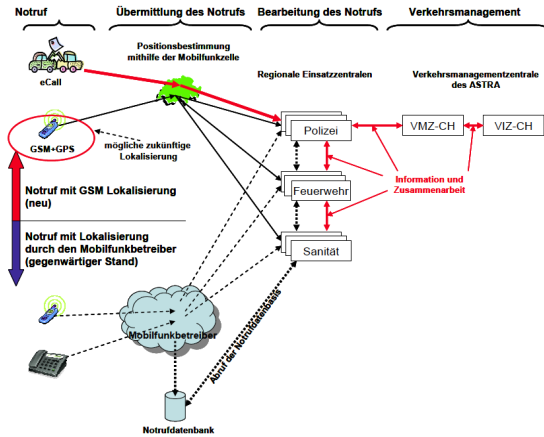 Notruf
Übermittlung des Notrufs
Bearbeitung des Notrufs
Verkehrsmanagement
Positionsbestimmung
mithilfe der Mobilfunkzelle
Regionale Einsatzzentralen
Verkehrsmanagementzentrale
des ASTRA
eCall
GSM+GPS
mögliche zukünftige
Lokalisierung
Polizei
VMZ-CH
VIZ-CH
Information und
Zusammenarbeit
Feuerwehr
Notruf mit GSM Lokalisierung
(neu)
Notruf mit Lokalisierung
durch den Mobilfunkbetreiber
(gegenwärtiger Stand)
Sanität
Mobilfunkbetreiber
Abruf der Notrufdatenbasis
Notrufdatenbank